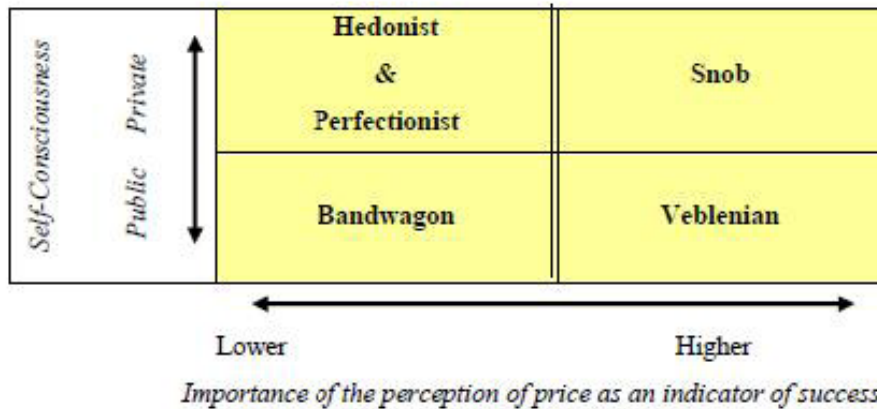 Self-Consciousness
Public Private
Hedonist
&
Perfectionist
Snob
Bandwagon
Veblenian
Lower Higher
Importance of the perception of price as an indicator of success